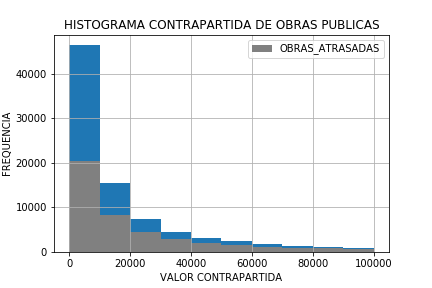 HISTOGRAMA CONTRAPARTIDA DE OBRAS PUBLICAS
OBRAS_ATRASADAS
FREQUENCIA
40000
30000
20000
10000
0
0 20000 40000 60000 80000 100000
VALOR CONTRAPARTIDA